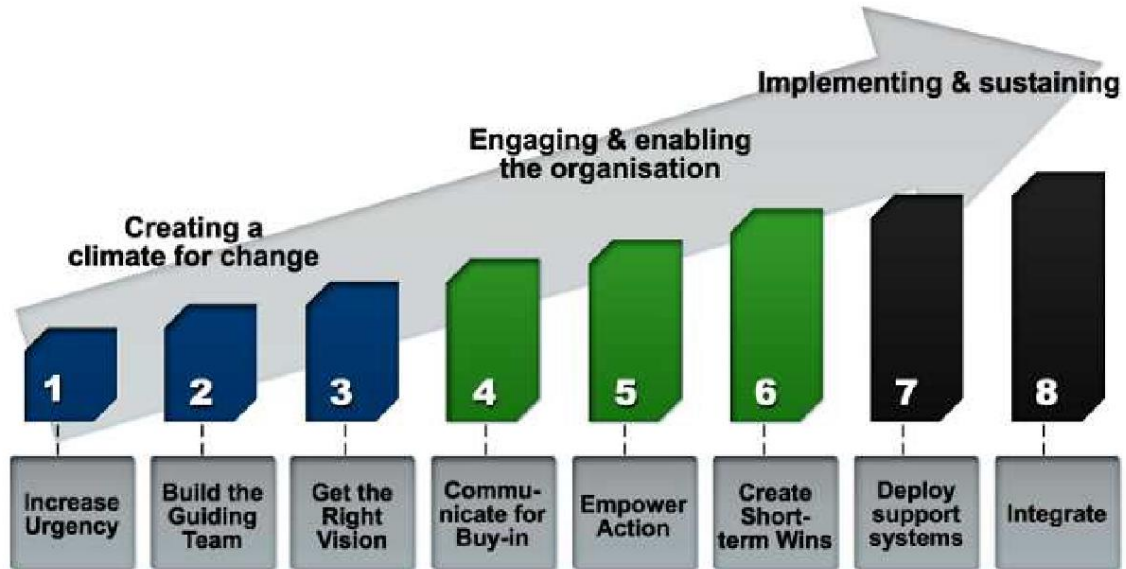 Implementing & sustaining
Engaging & enabling
the organisation
Creating a
climate for change
1
2
3
4
5
6
7
8
Increase
Urgency
Build the
Guiding
Team
Get the
Right
Vision
Commu-
nicate for
Buy-in
Empower
Action
Create
Short-
term Wins
Deploy
support
systems
Integrate